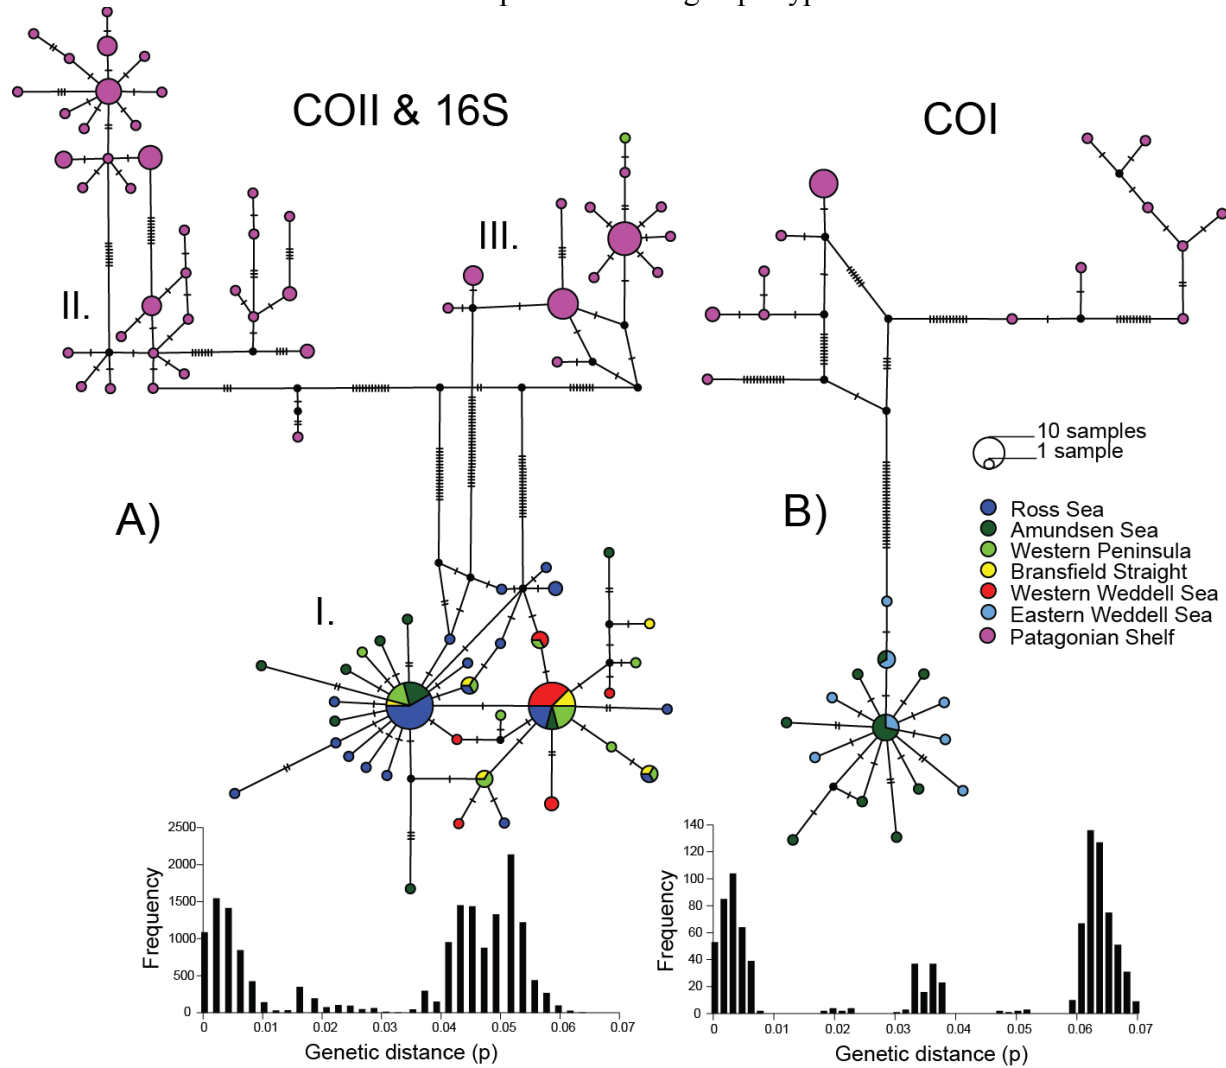 COII & 16S
COI
III.
II.
10 samples
1 sample
A)
B)
Ross Sea
Amundsen Sea
Western Peninsula
Bransfield Straight
Western Weddell Sea
Eastern Weddell Sea
Patagonian Shelf
I.
2500
2000
1500
1000
500
0
Frequency
0 0.01 0.02 0.03 0.04 0.05 0.06 0.07
Genetic distance (p)
140
120
100
80
60
40
20
0
Frequency
0 0.01 0.02 0.03 0.04 0.05 0.06 0.07
Genetic distance (p)